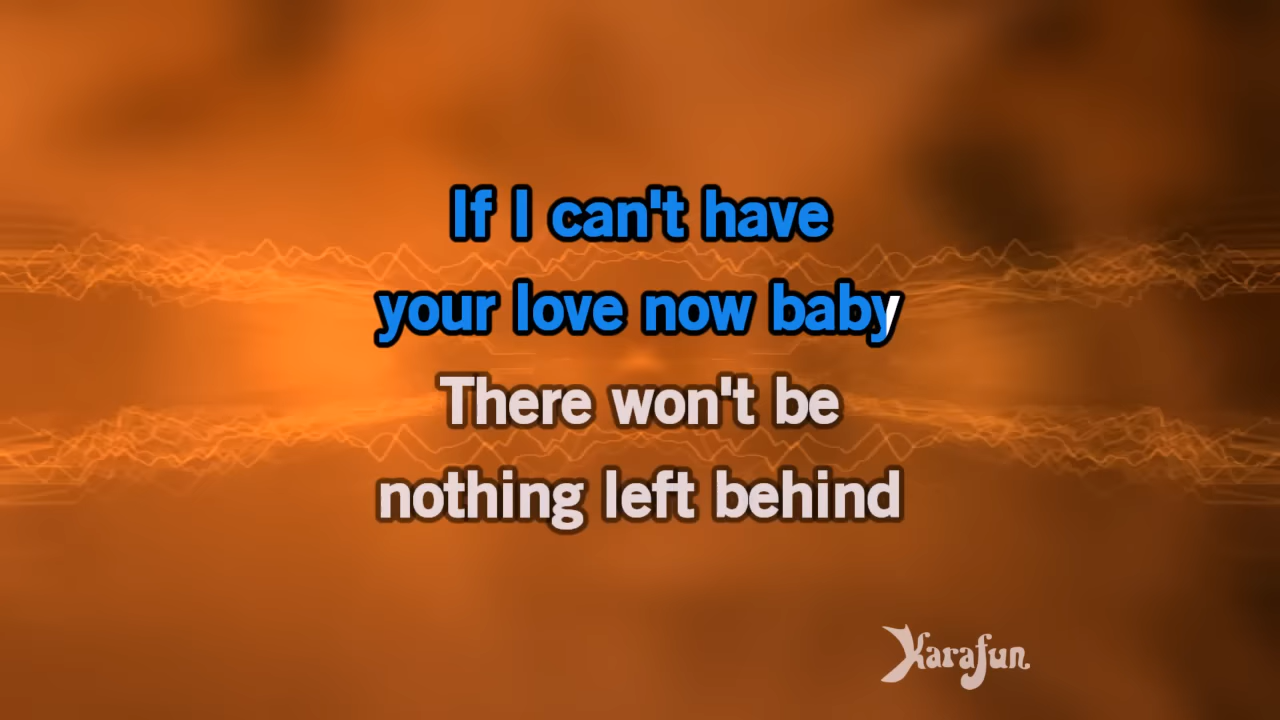 If I can't have
your love now baby
There won't be
nothing left behind
Karafun